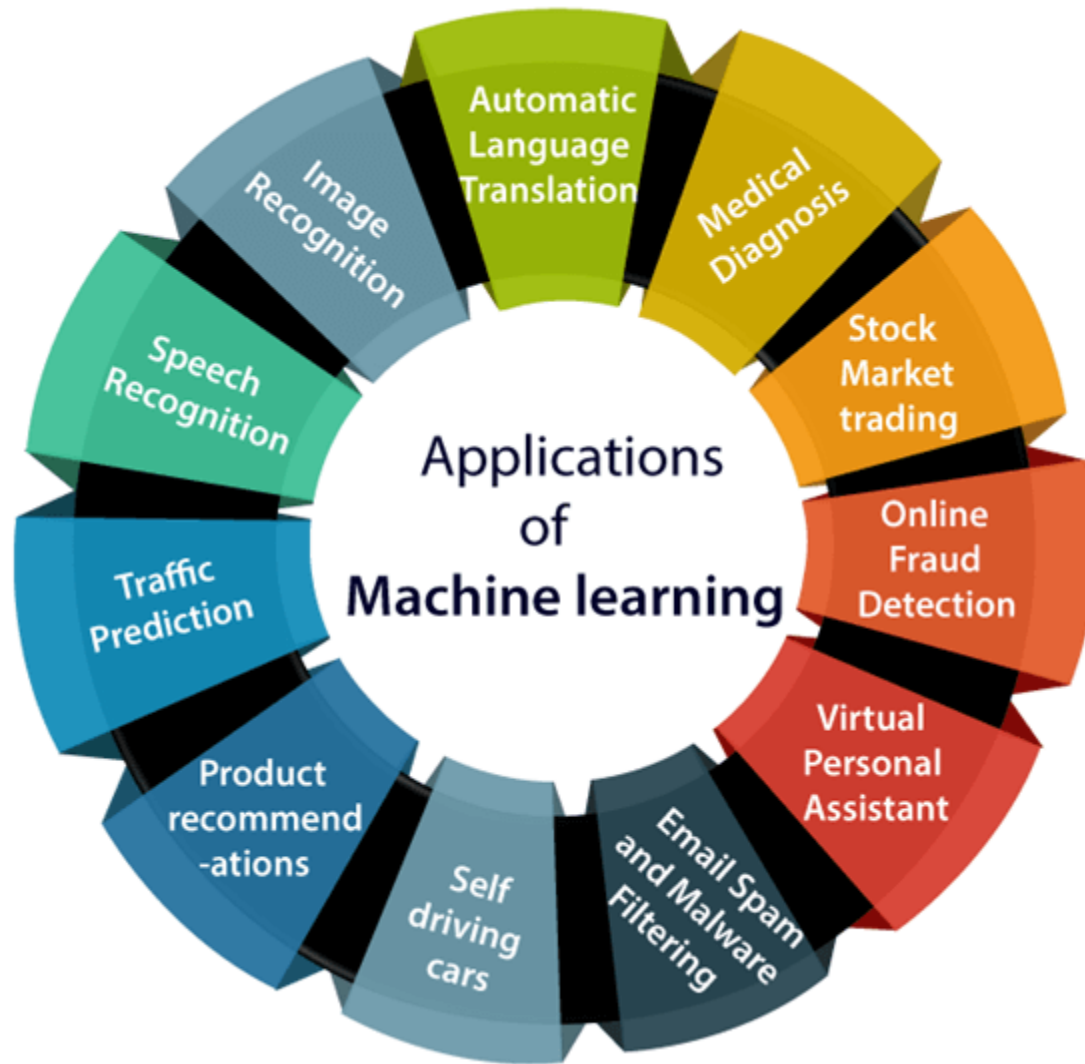 Applications
of
Machine learning
Automatic
Language
Translation
Medical
Diagnosis
Stock
Market
trading
Online
Fraud
Detection
Virtual
Personal
Assistant
Email Spam
and Malware
Filtering
Self
driving
cars
Product
recommend
-ations
Traffic
Prediction
Speech
Recognition
Image
Recognition